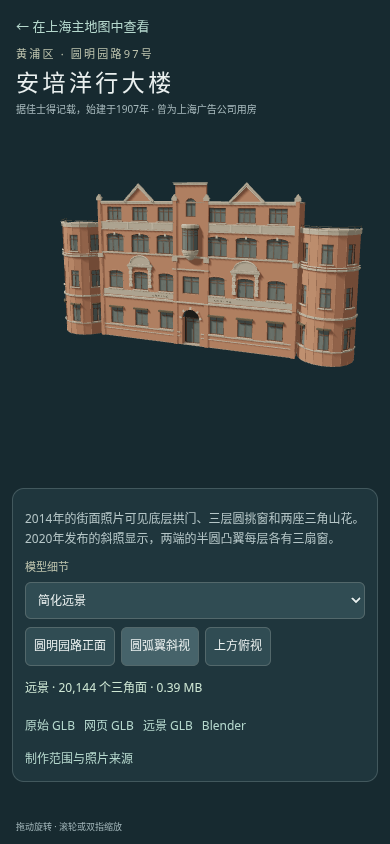 ← 在上海主地图中查看
黄浦区 · 圆明园路97号
安培洋行大楼
据佳士得记载，始建于1907年 · 曾为上海广告公司用房
2014年的街面照片可见底层拱门、三层圆挑窗和两座三角山花。
2020年发布的斜照显示，两端的半圆凸翼每层各有三扇窗。
模型细节
简化远景
圆明园路正面 圆弧翼斜视 上方俯视
远景 · 20,144 个三角面 · 0.39 MB
原始 GLB 网页 GLB 远景 GLB Blender
制作范围与照片来源
拖动旋转 · 滚轮或双指缩放